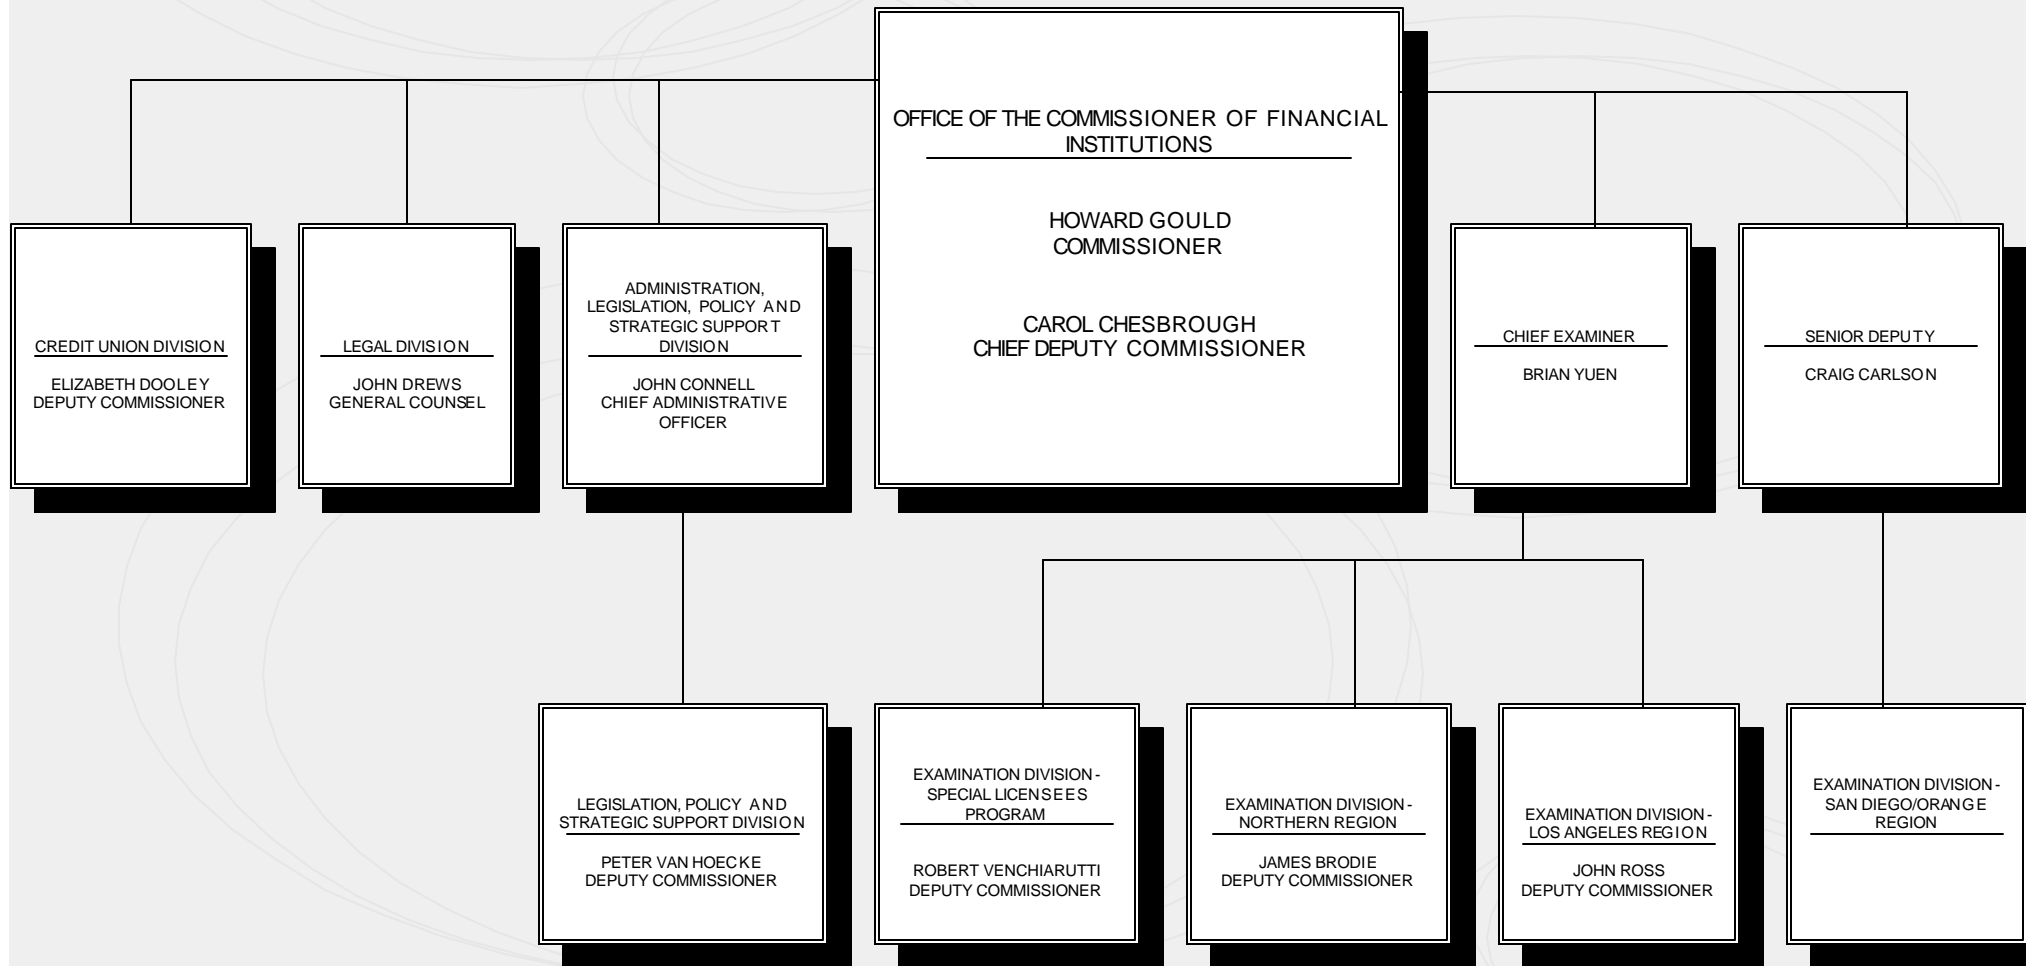 OFFICE OF THE COMMISSIONER OF FINANCIAL
INSTITUTIONS
HOWARD GOULD
COMMISSIONER
CAROL CHESBROUGH
CHIEF DEPUTY COMMISSIONER
CREDIT UNION DIVISION
ELIZABETH DOOLEY
DEPUTY COMMISSIONER
LEGAL DIVISION
JOHN DREWS
GENERAL COUNSEL
ADMINISTRATION,
LEGISLATION, POLICY AND
STRATEGIC SUPPORT
DIVISION
JOHN CONNELL
CHIEF ADMINISTRATIVE
OFFICER
CHIEF EXAMINER
BRIAN YUEN
SENIOR DEPUTY
CRAIG CARLSON
LEGISLATION, POLICY AND
STRATEGIC SUPPORT DIVISION
PETER VAN HOECKE
DEPUTY COMMISSIONER
EXAMINATION DIVISION-
SPECIAL LICENSEES
PROGRAM
ROBERT VENCHIARUTTI
DEPUTY COMMISSIONER
EXAMINATION DIVISION-
NORTHERN REGION
JAMES BRODIE
DEPUTY COMMISSIONER
EXAMINATION DIVISION-
LOS ANGELES REGION
JOHN ROSS
DEPUTY COMMISSIONER
EXAMINATION DIVISION-
SAN DIEGO/ORANGE
REGION